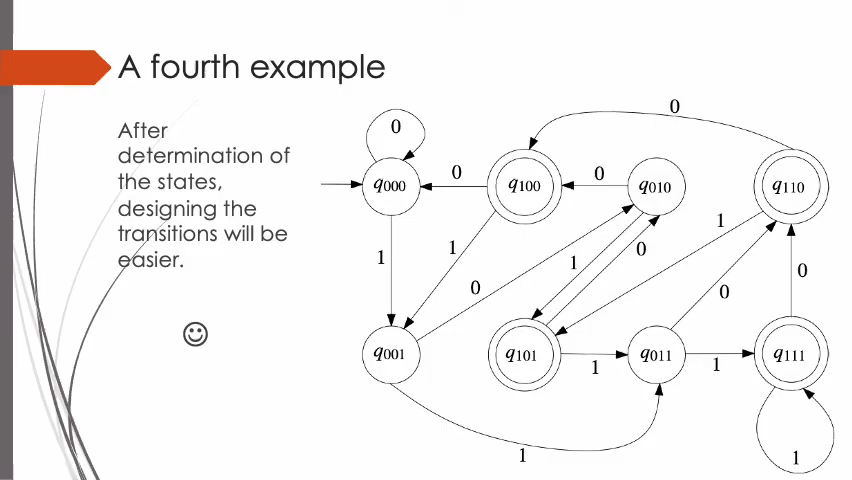 A fourth example
After
determination of
the states,
designing the
transitions will be
easier.
☺
0
0
q000
0
q100
0
q010
q110
1
1
0
1
0
1
0
0
q001
q101
1
q011
1
q111
1
1